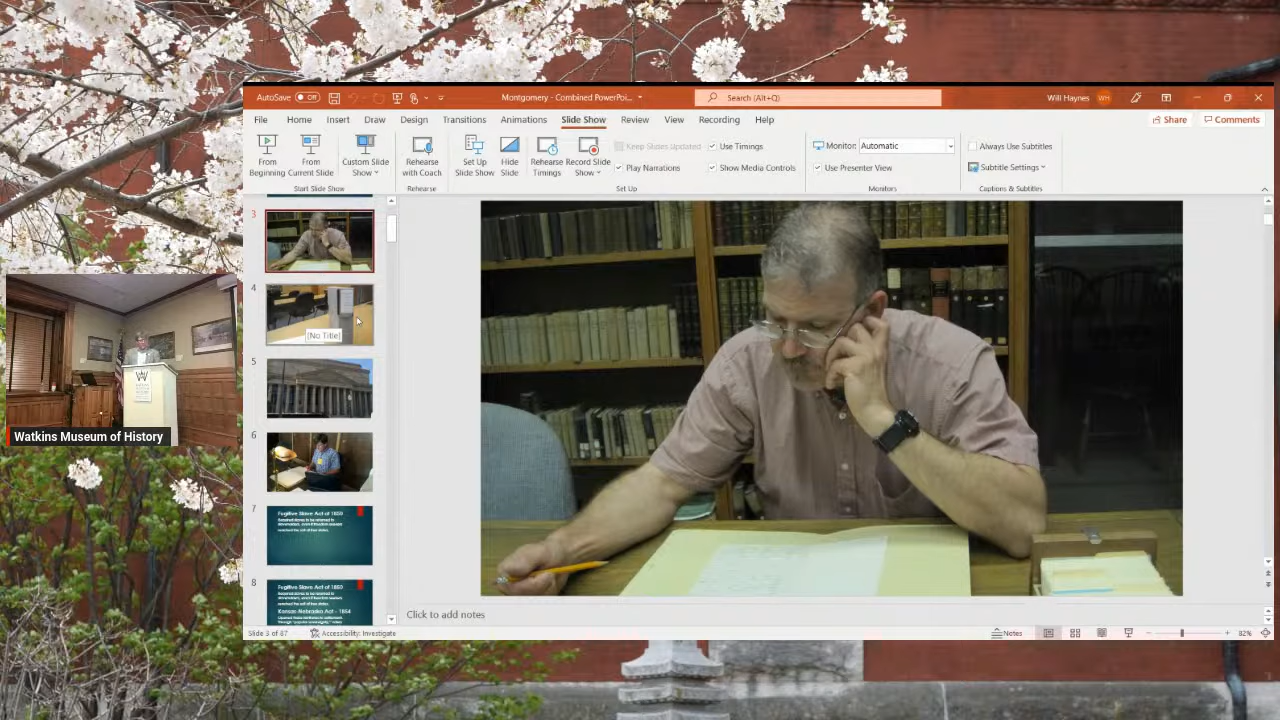 AutoSave Off
Montgomery - Combined PowerPoi...
Search (Alt+Q)
Will Haynes WH
File Home Insert Draw Design Transitions Animations Slide Show Review View Recording Help
Share Comments
From Beginning
From Current Slide
Custom Slide Show
Start Slide Show
Rehearse with Coach
Rehearse
Set Up Slide Show
Hide Slide
Rehearse Timings
Record Slide Show
Keep Slides Updated
Play Narrations
Use Timings
Show Media Controls
Set Up
Monitor: Automatic
Use Presenter View
Monitors
Always Use Subtitles
Subtitle Settings
Captions & Subtitles
3
4
[No Title]
5
6
7
Fugitive Slave Act of 1850
8
Fugitive Slave Act of 1850
Kansas-Nebraska Act - 1854
Watkins Museum of History
Click to add notes
Slide 3 of 87
Accessibility: Investigate
Notes
82%